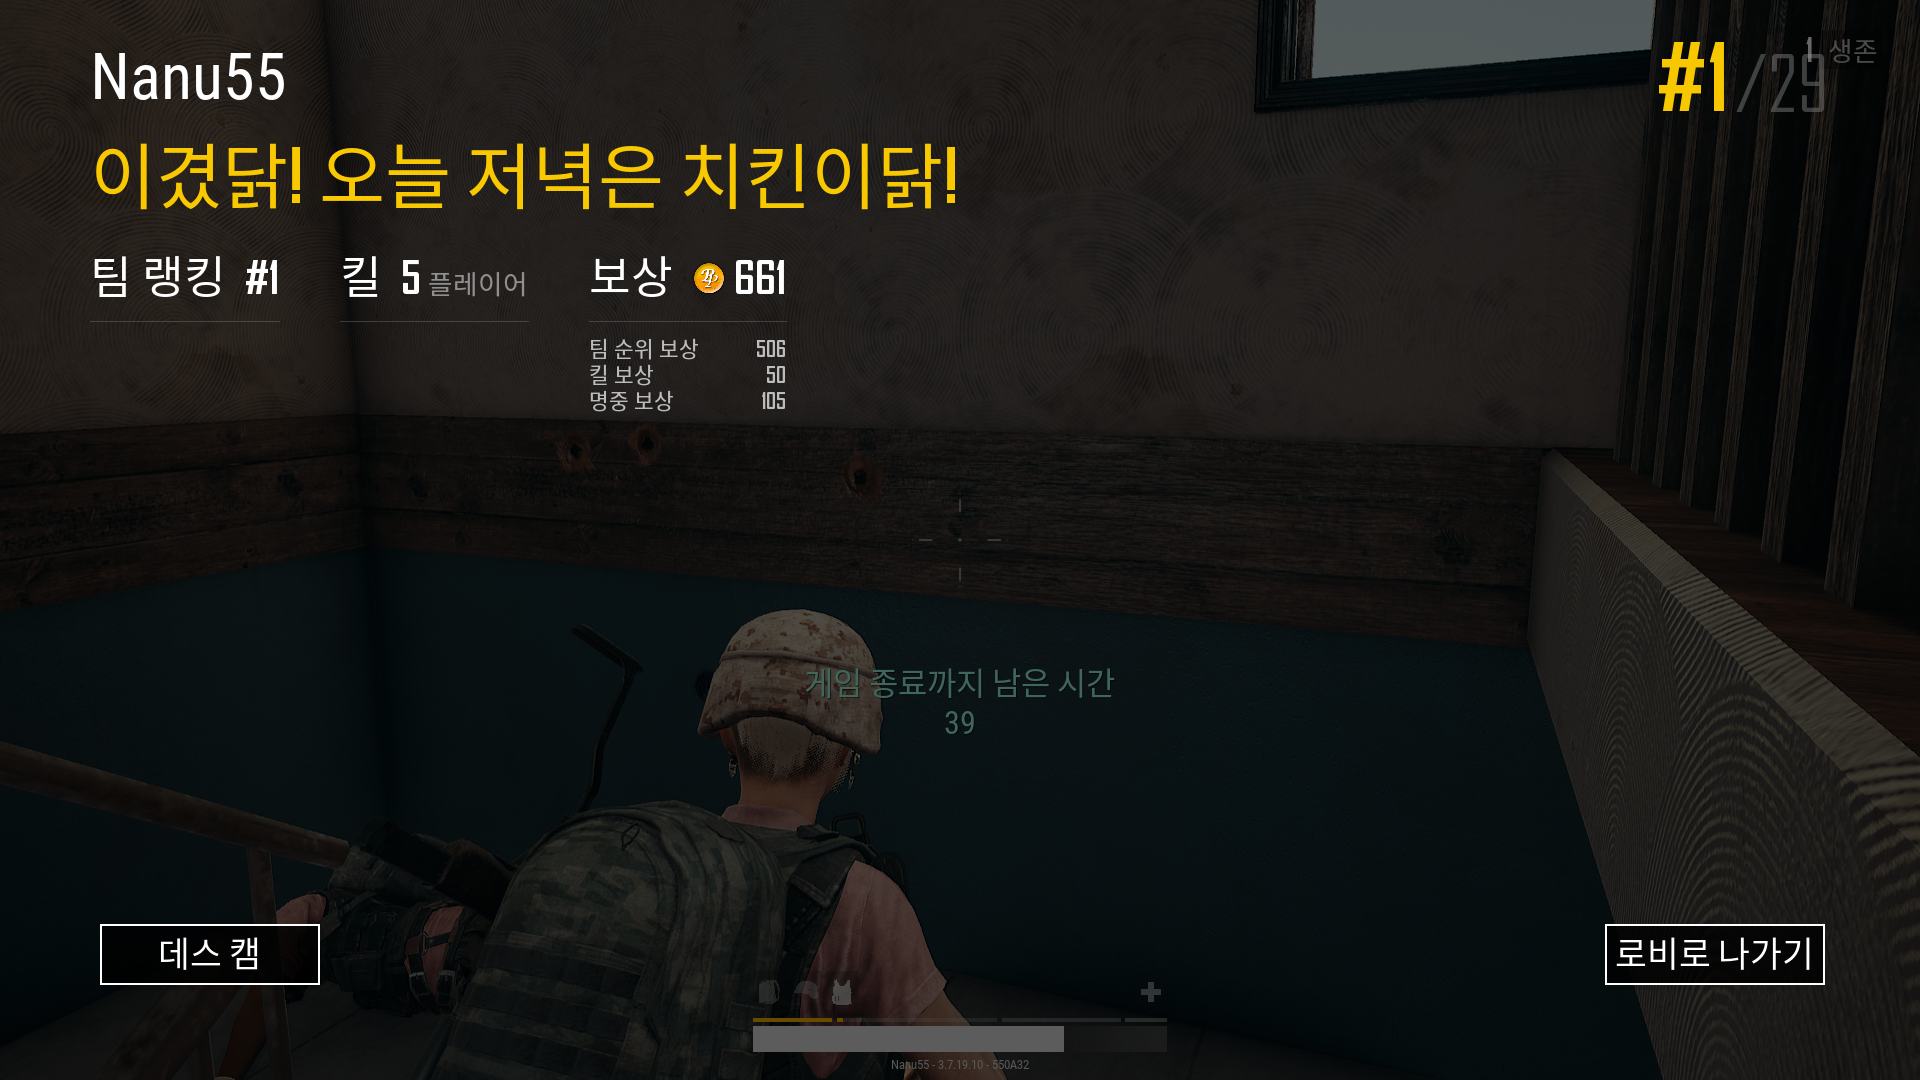 Nanu55
#1/29
1 생존
이겼닭! 오늘 저녁은 치킨이닭!
팀 랭킹 #1
킬 5 플레이어
보상 661
팀 순위 보상 506
킬 보상 50
명중 보상 105
게임 종료까지 남은 시간
39
데스 캠
로비로 나가기
Nanu55 - 3.7.19.10 - 550A32